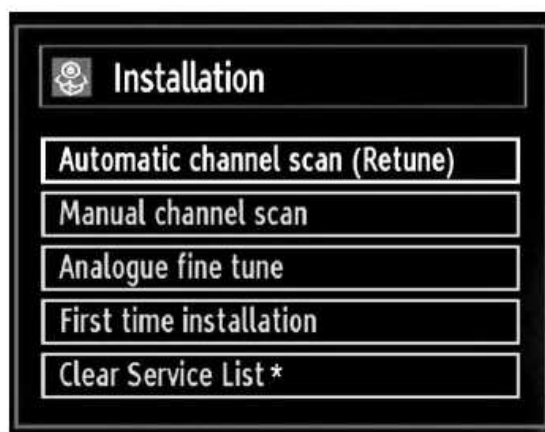 Installation
Automatic channel scan (Retune)
Manual channel scan
Analogue fine tune
First time installation
Clear Service List *